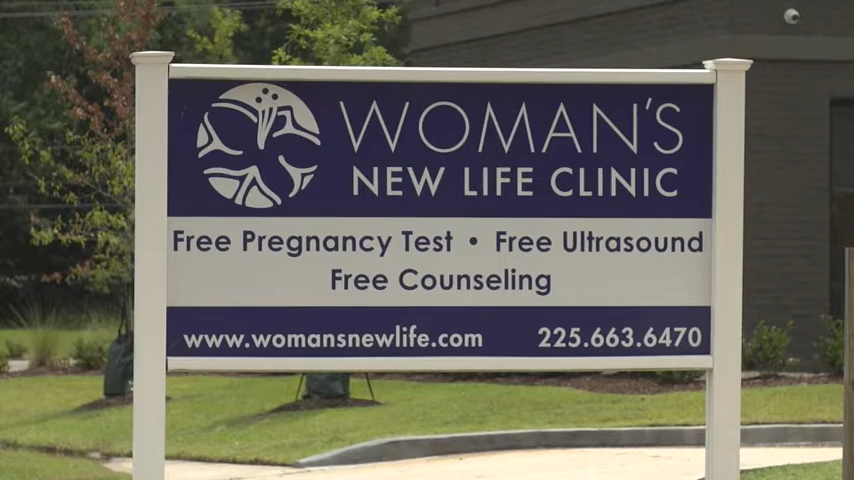 WOMAN'S
NEW LIFE CLINIC
Free Pregnancy Test • Free Ultrasound
Free Counseling
www.womansnewlife.com 225.663.6470